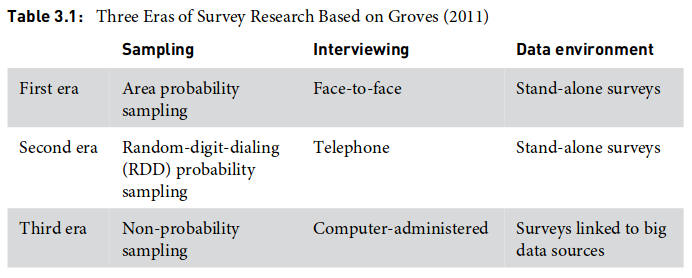 Table 3.1: Three Eras of Survey Research Based on Groves (2011)
Sampling Interviewing Data environment
First era Area probability Face-to-face Stand-alone surveys
sampling
Second era Random-digit-dialing Telephone Stand-alone surveys
(RDD) probability
sampling
Third era Non-probability Computer-administered Surveys linked to big
sampling data sources